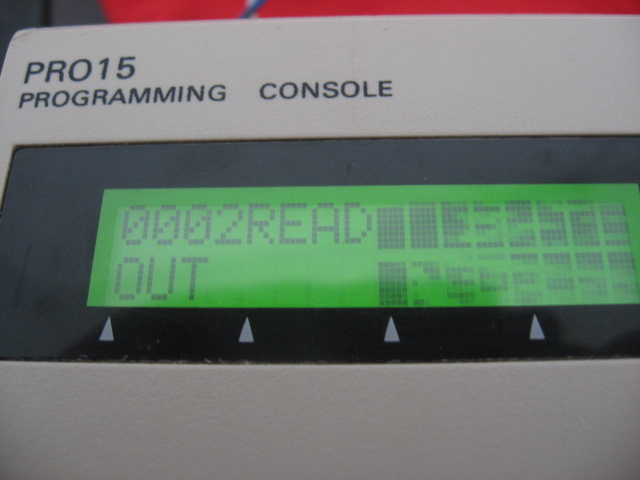 PRO15
PROGRAMMING CONSOLE
0002READ
OUT